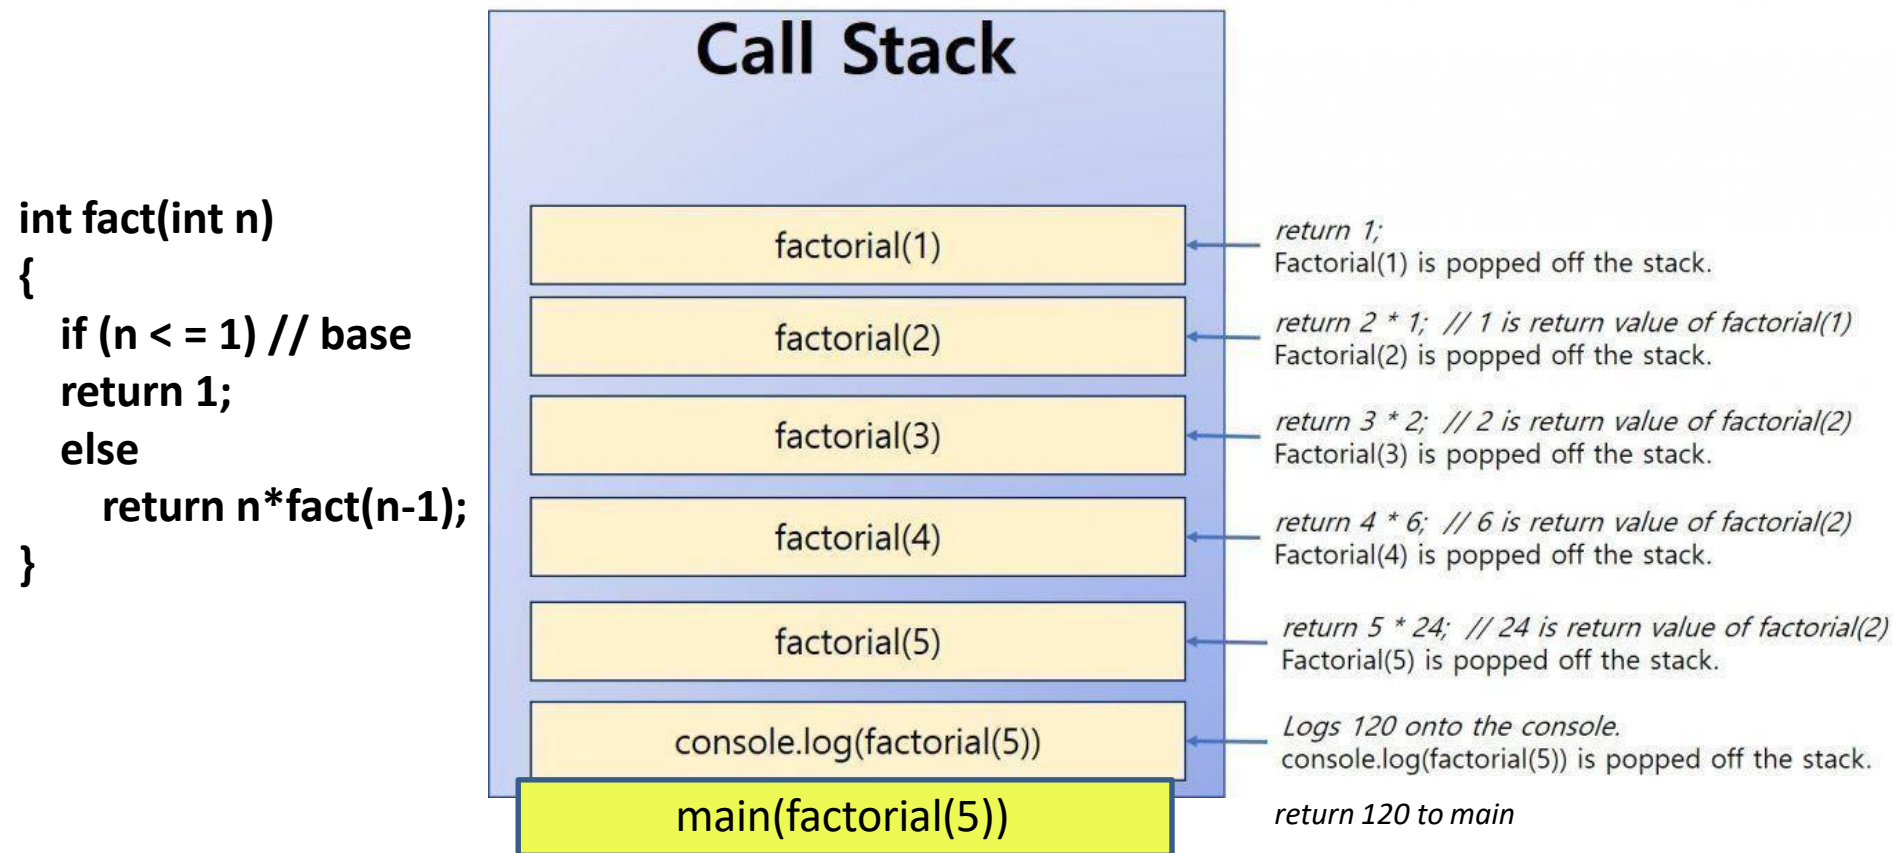 Call Stack
int fact(int n)
{
if (n < = 1) // base
return 1;
else
return n*fact(n-1);
}
factorial(1)
return 1;
Factorial(1) is popped off the stack.
factorial(2)
return 2 * 1; // 1 is return value of factorial(1)
Factorial(2) is popped off the stack.
factorial(3)
return 3 * 2; // 2 is return value of factorial(2)
Factorial(3) is popped off the stack.
factorial(4)
return 4 * 6; // 6 is return value of factorial(2)
Factorial(4) is popped off the stack.
factorial(5)
return 5 * 24; // 24 is return value of factorial(2)
Factorial(5) is popped off the stack.
console.log(factorial(5))
Logs 120 onto the console.
console.log(factorial(5)) is popped off the stack.
main(factorial(5))
return 120 to main